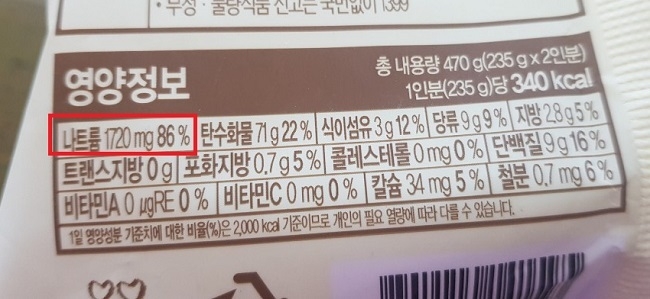 • 부정·불량식품 신고는 국번없이 1399
영양정보
총 내용량 470 g(235 g x 2인분)
1인분(235 g)당 340 kcal
나트륨 1720 mg 86 % 탄수화물 71 g 22 % 식이섬유 3 g 12 % 당류 9 g 9 % 지방 2.8 g 5 %
트랜스지방 0 g 포화지방 0.7 g 5 % 콜레스테롤 0 mg 0 % 단백질 9 g 16 %
비타민A 0 μgRE 0 % 비타민C 0 mg 0 % 칼슘 34 mg 5 % 철분 0.7 mg 6 %
1일 영양성분 기준치에 대한 비율(%)은 2,000 kcal 기준이므로 개인의 필요 열량에 따라 다를 수 있습니다.